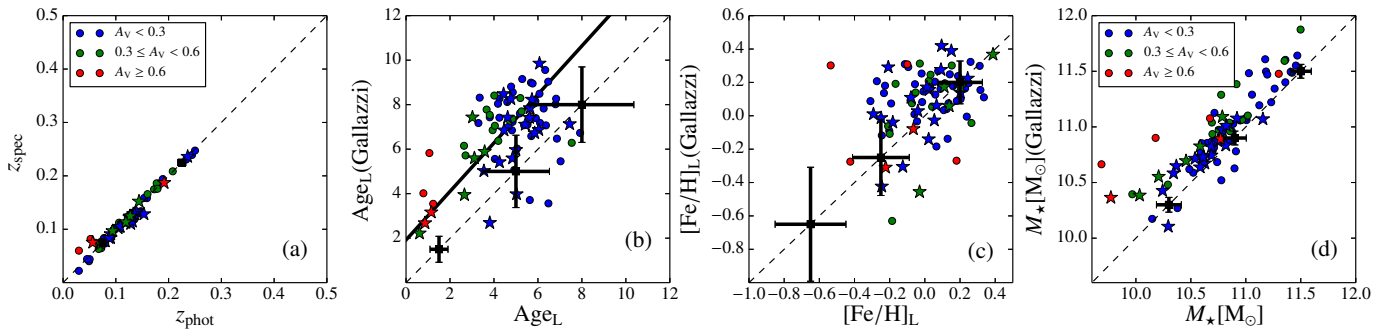 0.5
0.4
0.3
0.2
0.1
z_spec
A_V < 0.3
0.3 ≤ A_V < 0.6
A_V ≥ 0.6
(a)
0.0 0.1 0.2 0.3 0.4 0.5
z_phot
12
10
8
6
4
2
Age_L(Gallazzi)
(b)
0 2 4 6 8 10 12
Age_L
0.6
0.4
0.2
0.0
−0.2
−0.4
−0.6
−0.8
[Fe/H]_L(Gallazzi)
(c)
−1.0 −0.8 −0.6 −0.4 −0.2 0.0 0.2 0.4
[Fe/H]_L
12.0
11.5
11.0
10.5
10.0
M_★[M_⊙](Gallazzi)
A_V < 0.3
0.3 ≤ A_V < 0.6
A_V ≥ 0.6
(d)
10.0 10.5 11.0 11.5 12.0
M_★[M_⊙]